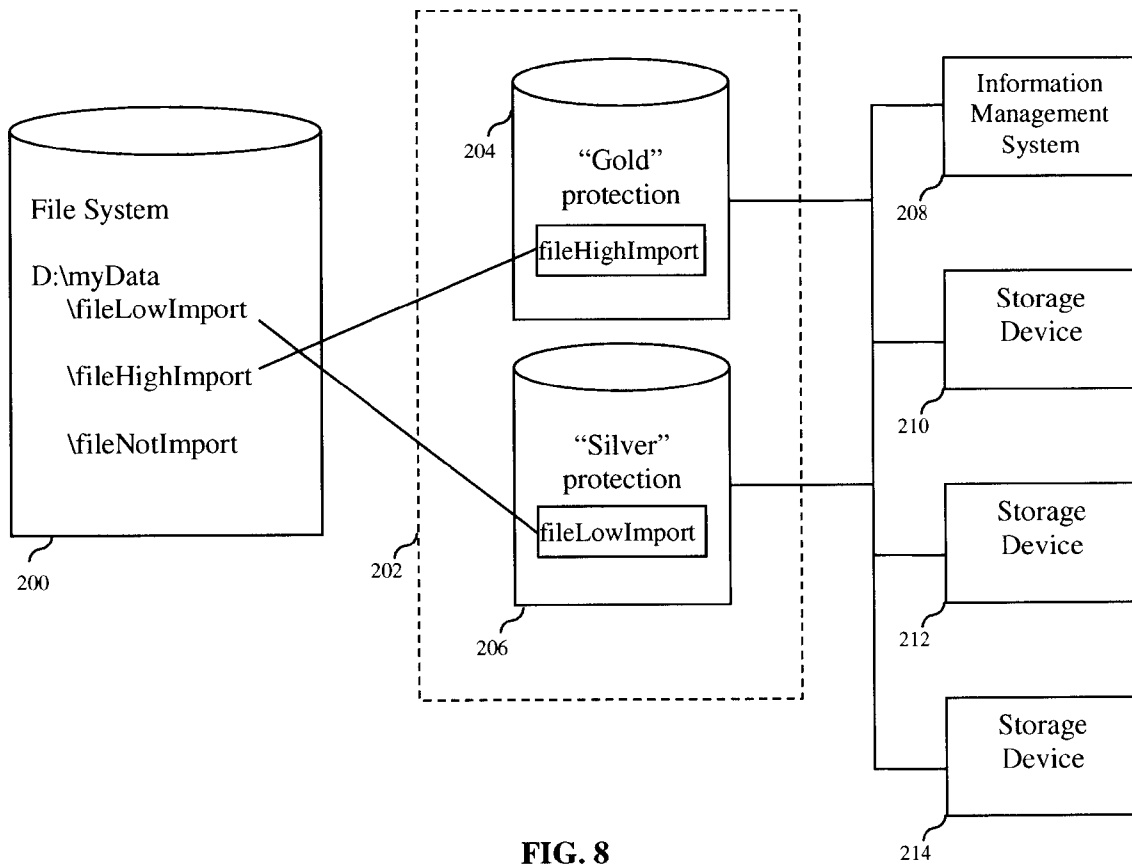 File System
D:\myData
\fileLowImport
\fileHighImport
\fileNotImport
200
202
204
“Gold”
protection
fileHighImport
“Silver”
protection
fileLowImport
206
Information
Management
System
208
Storage
Device
210
Storage
Device
212
Storage
Device
214
FIG. 8